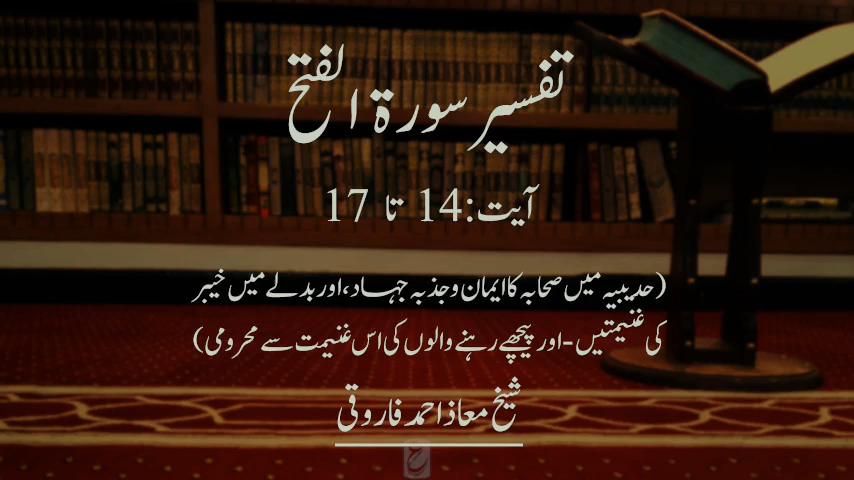 تفسیر سورۃ الفتح
آیت:14 تا 17
(حدیبیہ میں صحابہ کا ایمان و جذبہ جہاد، اور بدلے میں خیبر
کی غنیمتیں - اور پیچھے رہنے والوں کی اس غنیمت سے محرومی)
شیخ معاذ احمد فاروقی